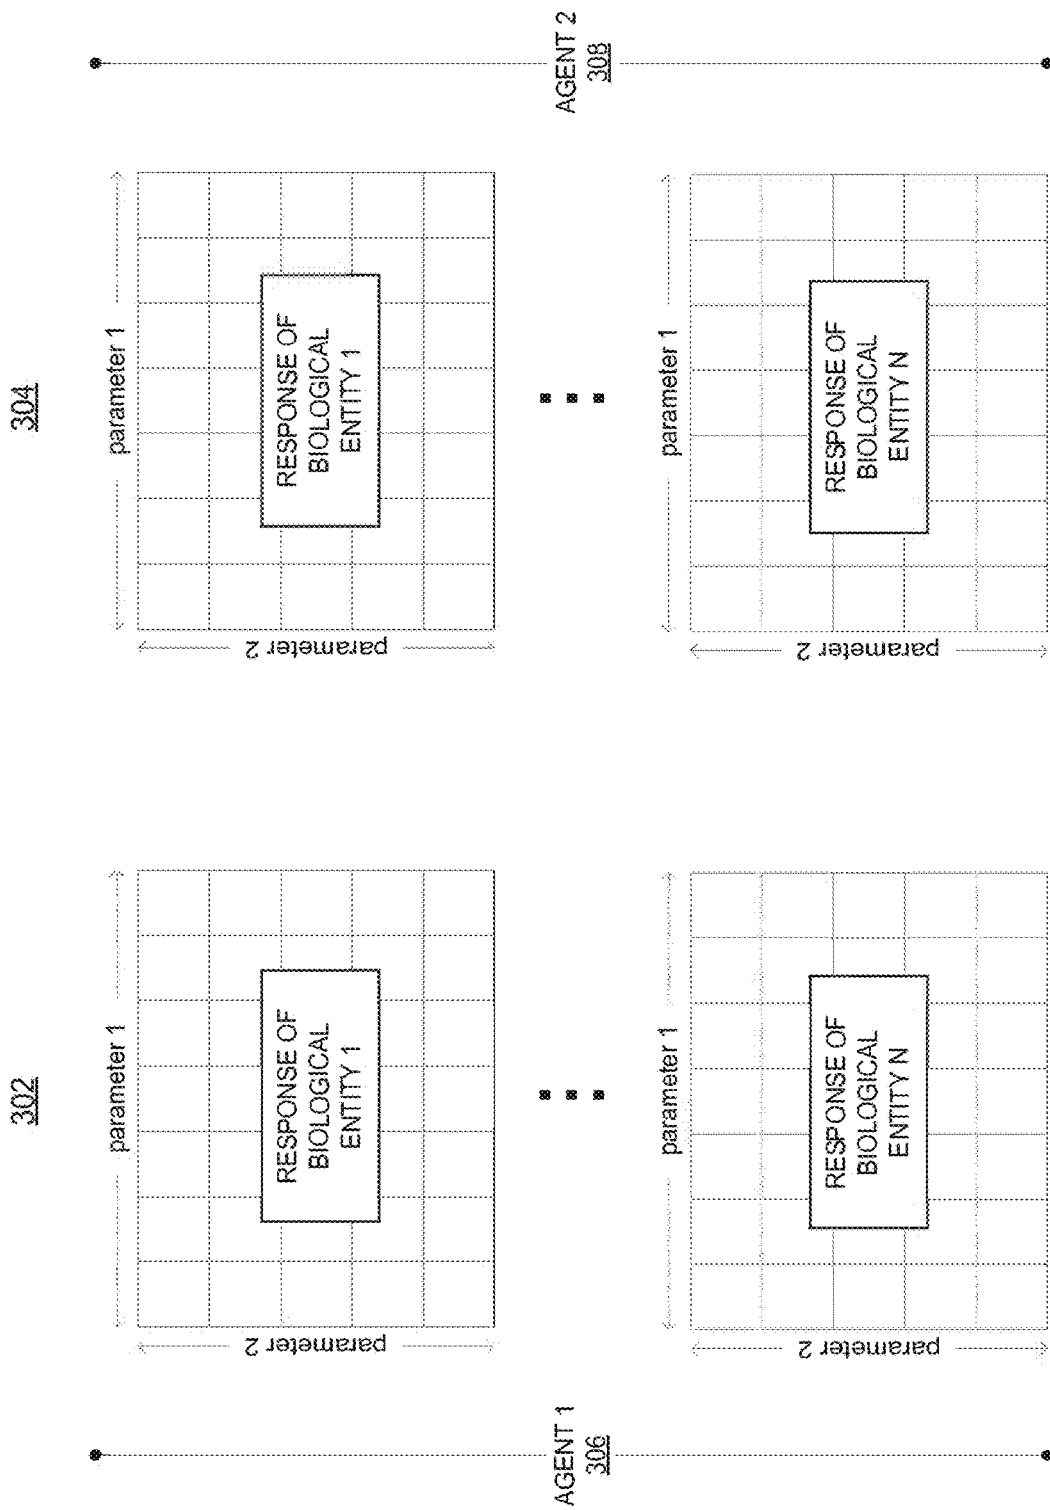 302
304
parameter 1
parameter 2
RESPONSE OF
BIOLOGICAL
ENTITY 1
parameter 1
parameter 2
RESPONSE OF
BIOLOGICAL
ENTITY 1
AGENT 1
306
AGENT 2
308
parameter 1
parameter 2
RESPONSE OF
BIOLOGICAL
ENTITY N
parameter 1
parameter 2
RESPONSE OF
BIOLOGICAL
ENTITY N